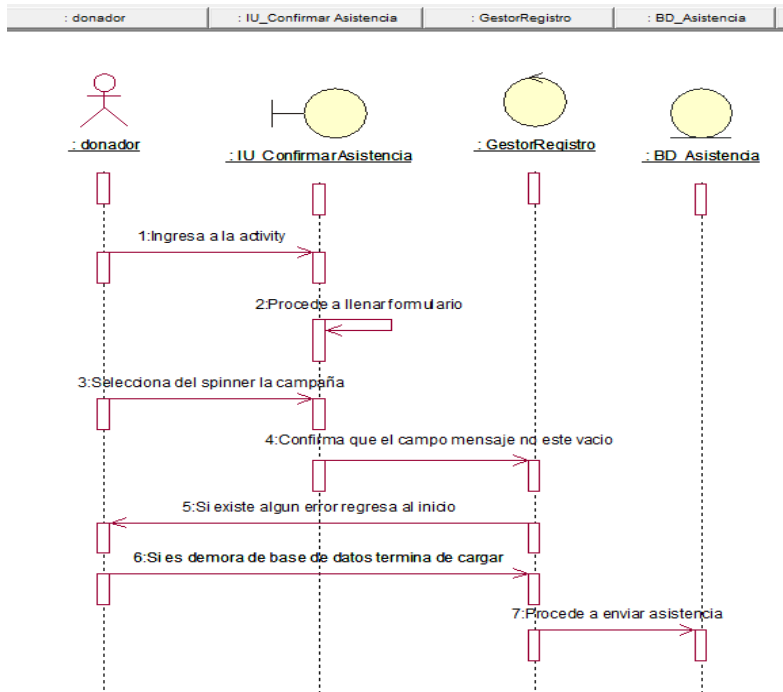 : donador
: IU_Confirmar Asistencia
: GestorRegistro
: BD_Asistencia
: donador
: IU_ConfirmarAsistencia
: GestorRegistro
: BD_Asistencia
1:Ingresa a la activity
2:Procede a llenar formulario
3:Selecciona del spinner la campaña
4:Confirma que el campo mensaje no este vacio
5:Si existe algun error regresa al inicio
6:Si es demora de base de datos termina de cargar
7:Procede a enviar asistencia